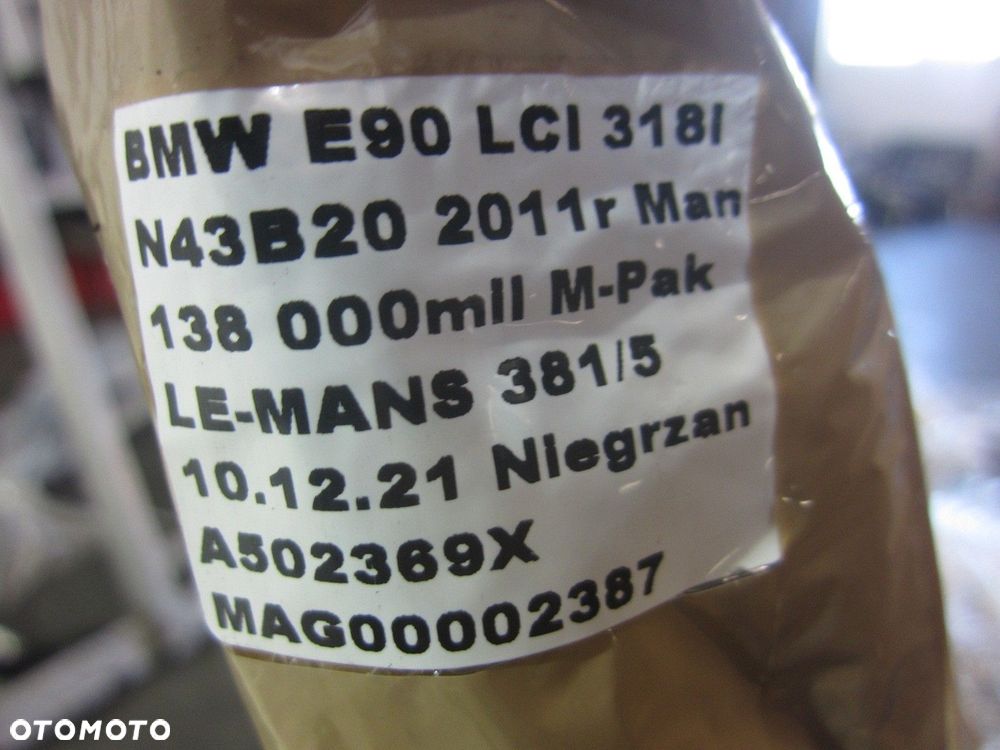 BMW E90 LCI 318i
N43B20 2011r Man
138 000mil M-Pak
LE-MANS 381/5
10.12.21 Niegrzan
A502369X
MAG00002387
OTOMOTO